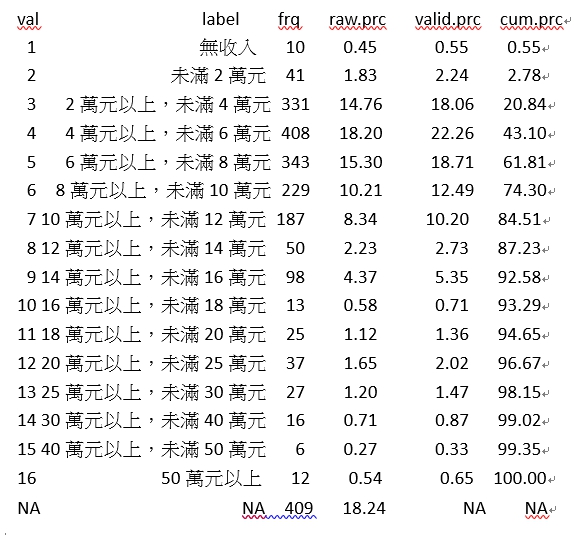 val label frq raw.prc valid.prc cum.prc
1 無收入 10 0.45 0.55 0.55
2 未滿 2 萬元 41 1.83 2.24 2.78
3 2 萬元以上，未滿 4 萬元 331 14.76 18.06 20.84
4 4 萬元以上，未滿 6 萬元 408 18.20 22.26 43.10
5 6 萬元以上，未滿 8 萬元 343 15.30 18.71 61.81
6 8 萬元以上，未滿 10 萬元 229 10.21 12.49 74.30
7 10 萬元以上，未滿 12 萬元 187 8.34 10.20 84.51
8 12 萬元以上，未滿 14 萬元 50 2.23 2.73 87.23
9 14 萬元以上，未滿 16 萬元 98 4.37 5.35 92.58
10 16 萬元以上，未滿 18 萬元 13 0.58 0.71 93.29
11 18 萬元以上，未滿 20 萬元 25 1.12 1.36 94.65
12 20 萬元以上，未滿 25 萬元 37 1.65 2.02 96.67
13 25 萬元以上，未滿 30 萬元 27 1.20 1.47 98.15
14 30 萬元以上，未滿 40 萬元 16 0.71 0.87 99.02
15 40 萬元以上，未滿 50 萬元 6 0.27 0.33 99.35
16 50 萬元以上 12 0.54 0.65 100.00
NA NA 409 18.24 NA NA